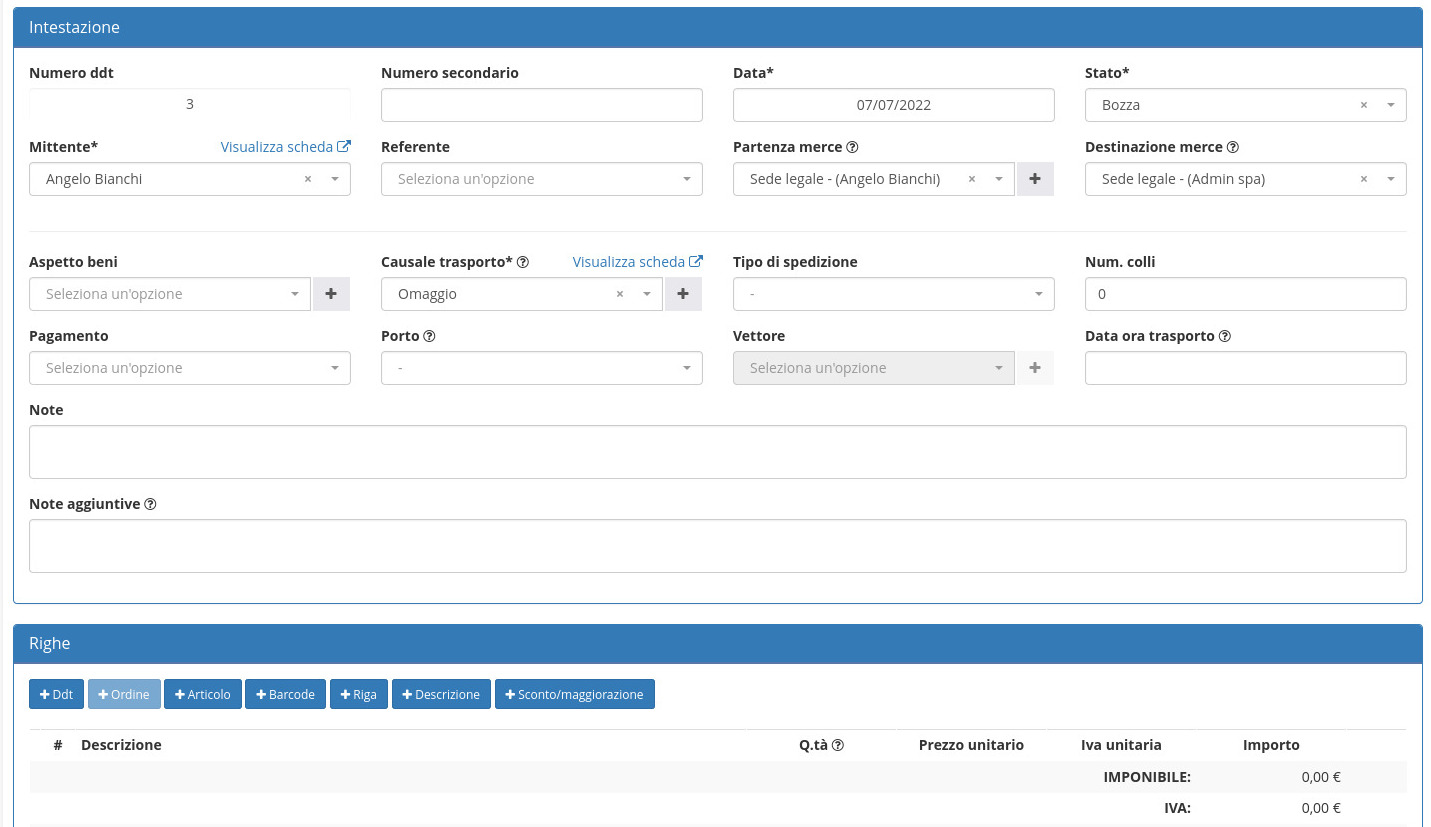 Intestazione
Numero ddt Numero secondario Data* Stato*
3 07/07/2022 Bozza × 
Mittente* Visualizza scheda Referente Partenza merce ? Destinazione merce ?
Angelo Bianchi × Seleziona un'opzione Sede legale - (Angelo Bianchi) × + Sede legale - (Admin spa) ×
Aspetto beni Causale trasporto* ? Visualizza scheda Tipo di spedizione Num. colli
Seleziona un'opzione + Omaggio × + - 0
Pagamento Porto ? Vettore Data ora trasporto ?
Seleziona un'opzione - Seleziona un'opzione +
Note
Note aggiuntive ?
Righe
+ Ddt + Ordine + Articolo + Barcode + Riga + Descrizione + Sconto/maggiorazione
# Descrizione Q.tà ? Prezzo unitario Iva unitaria Importo
IMPONIBILE: 0,00 €
IVA: 0,00 €